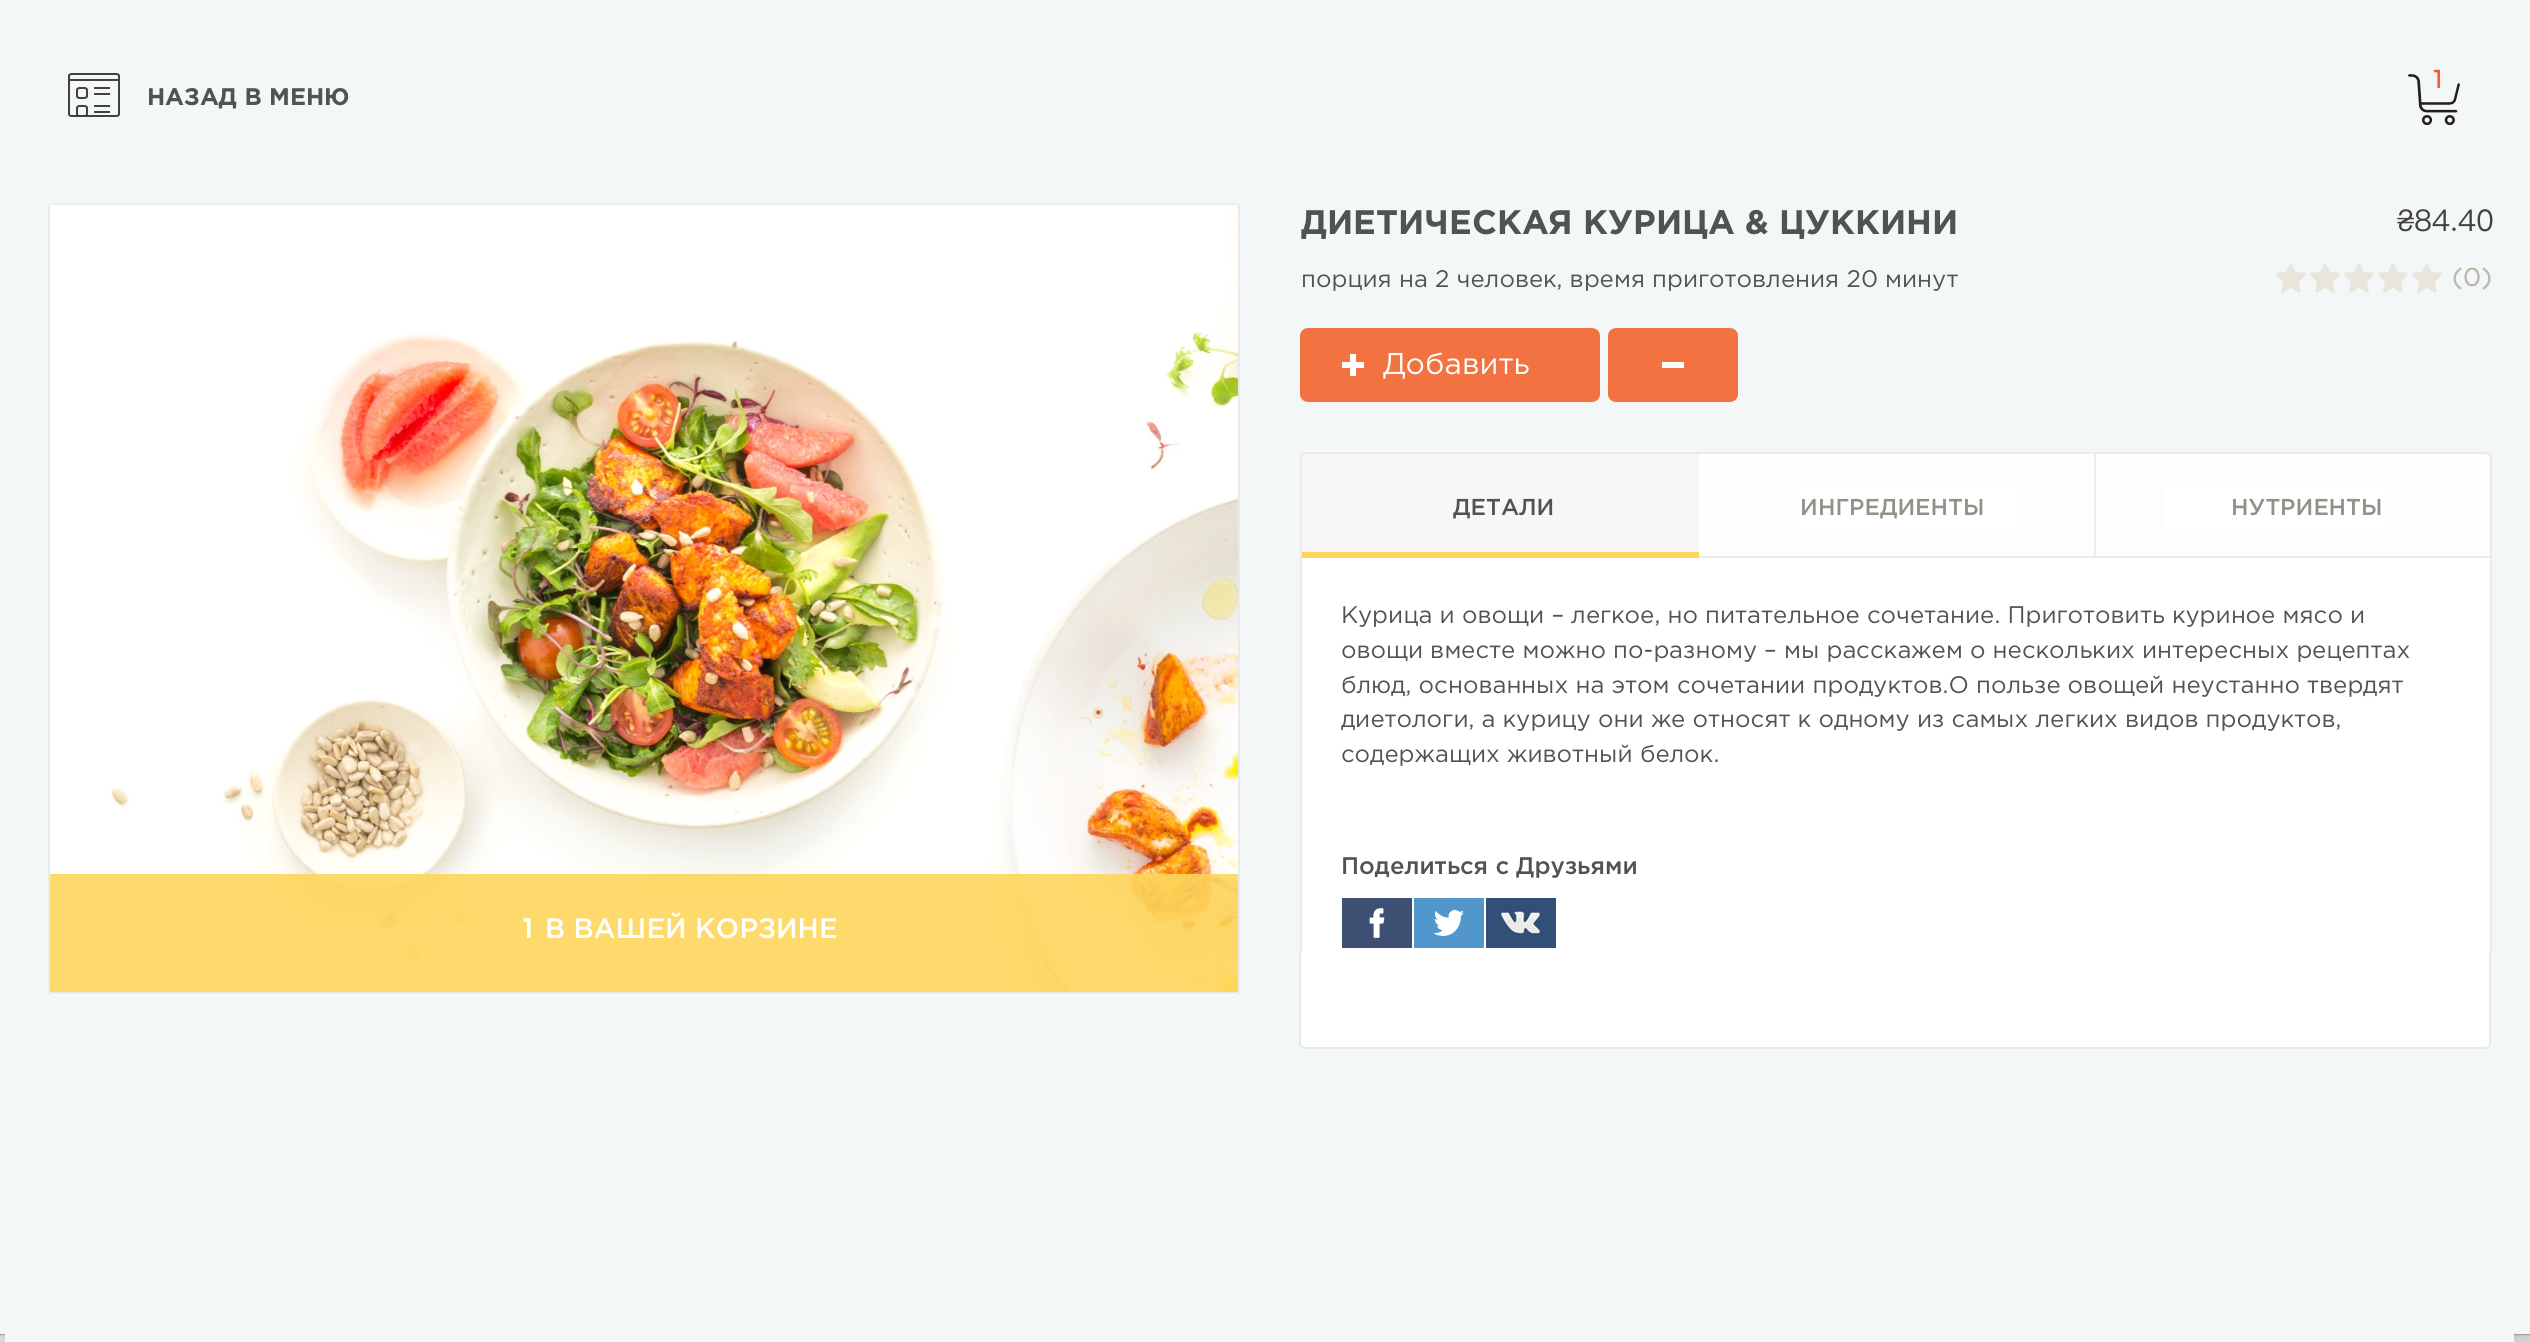 НАЗАД В МЕНЮ
1
ДИЕТИЧЕСКАЯ КУРИЦА & ЦУККИНИ
₴84.40
порция на 2 человек, время приготовления 20 минут
(0)
+ Добавить
−
ДЕТАЛИ
ИНГРЕДИЕНТЫ
НУТРИЕНТЫ
Курица и овощи – легкое, но питательное сочетание. Приготовить куриное мясо и
овощи вместе можно по-разному – мы расскажем о нескольких интересных рецептах
блюд, основанных на этом сочетании продуктов.О пользе овощей неустанно твердят
диетологи, а курицу они же относят к одному из самых легких видов продуктов,
содержащих животный белок.
Поделиться с Друзьями
1 В ВАШЕЙ КОРЗИНЕ